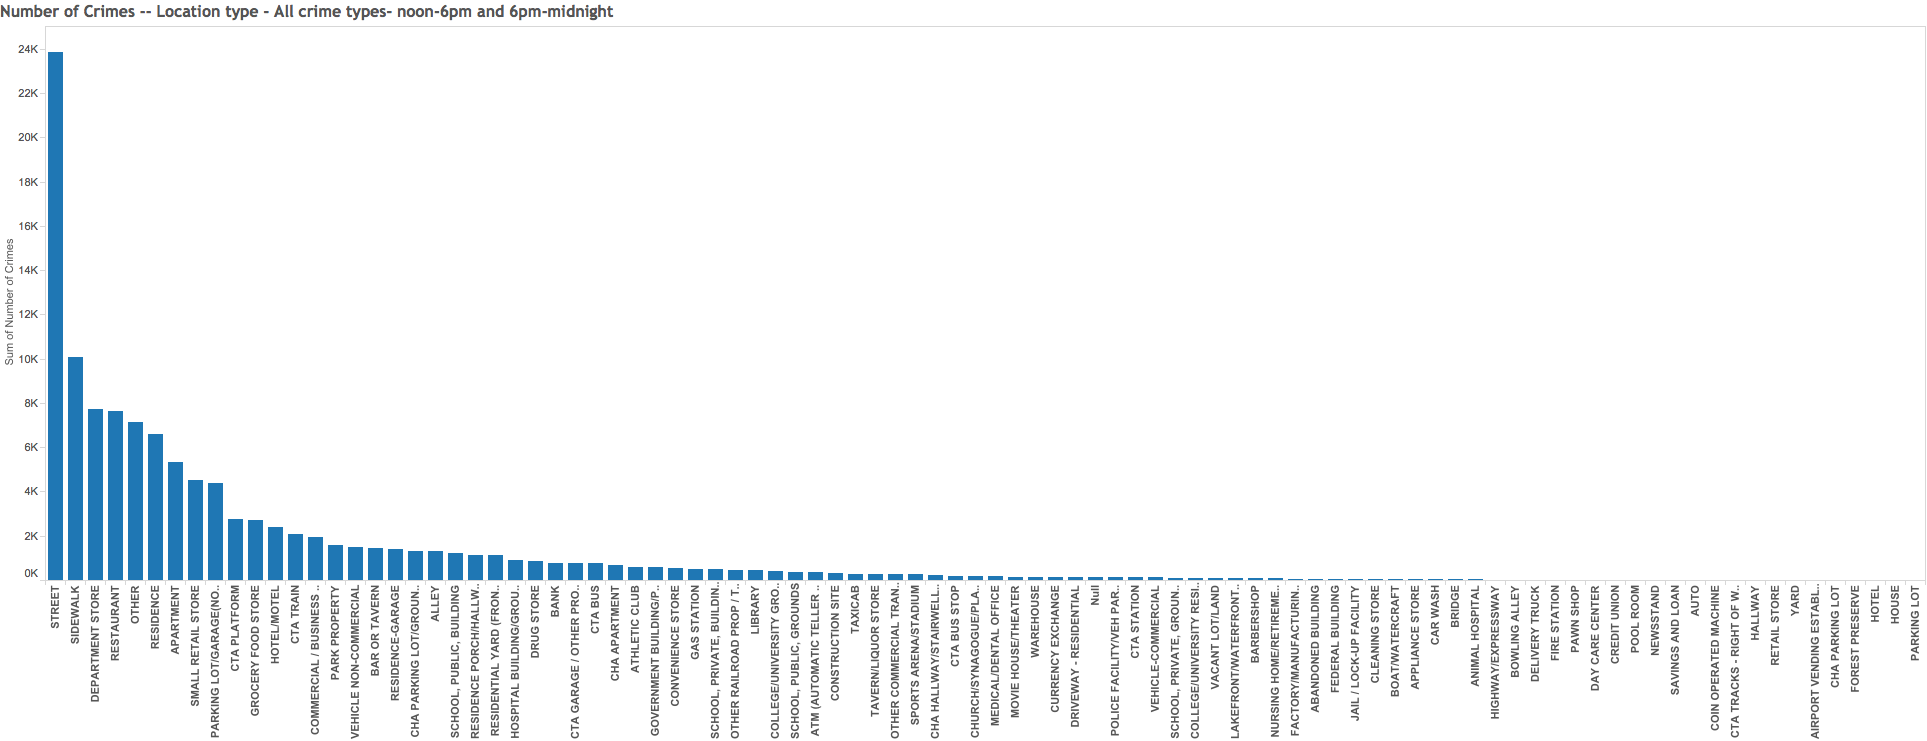 Number of Crimes -- Location type - All crime types- noon-6pm and 6pm-midnight
24K
22K
20K
18K
16K
14K
12K
10K
8K
6K
4K
2K
0K
Sum of Number of Crimes
STREET
SIDEWALK
DEPARTMENT STORE
RESTAURANT
OTHER
RESIDENCE
APARTMENT
SMALL RETAIL STORE
PARKING LOT/GARAGE(NO..
CTA PLATFORM
GROCERY FOOD STORE
HOTEL/MOTEL
CTA TRAIN
COMMERCIAL / BUSINESS ..
PARK PROPERTY
VEHICLE NON-COMMERCIAL
BAR OR TAVERN
RESIDENCE-GARAGE
CHA PARKING LOT/GROUN..
ALLEY
SCHOOL, PUBLIC, BUILDING
RESIDENCE PORCH/HALLW..
RESIDENTIAL YARD (FRON..
HOSPITAL BUILDING/GROU..
DRUG STORE
BANK
CTA GARAGE / OTHER PRO..
CTA BUS
CHA APARTMENT
ATHLETIC CLUB
GOVERNMENT BUILDING/P..
CONVENIENCE STORE
GAS STATION
SCHOOL, PRIVATE, BUILDIN..
OTHER RAILROAD PROP / T..
LIBRARY
COLLEGE/UNIVERSITY GRO..
SCHOOL, PUBLIC, GROUNDS
ATM (AUTOMATIC TELLER ..
CONSTRUCTION SITE
TAXICAB
TAVERN/LIQUOR STORE
OTHER COMMERCIAL TRAN..
SPORTS ARENA/STADIUM
CHA HALLWAY/STAIRWELL..
CTA BUS STOP
CHURCH/SYNAGOGUE/PLA..
MEDICAL/DENTAL OFFICE
MOVIE HOUSE/THEATER
WAREHOUSE
CURRENCY EXCHANGE
DRIVEWAY - RESIDENTIAL
Null
POLICE FACILITY/VEH PAR..
CTA STATION
VEHICLE-COMMERCIAL
SCHOOL, PRIVATE, GROUN..
COLLEGE/UNIVERSITY RESI..
VACANT LOT/LAND
LAKEFRONT/WATERFRONT..
BARBERSHOP
NURSING HOME/RETIREME..
FACTORY/MANUFACTURIN..
ABANDONED BUILDING
FEDERAL BUILDING
JAIL / LOCK-UP FACILITY
CLEANING STORE
BOAT/WATERCRAFT
APPLIANCE STORE
CAR WASH
BRIDGE
ANIMAL HOSPITAL
HIGHWAY/EXPRESSWAY
BOWLING ALLEY
DELIVERY TRUCK
FIRE STATION
PAWN SHOP
DAY CARE CENTER
CREDIT UNION
POOL ROOM
NEWSSTAND
SAVINGS AND LOAN
AUTO
COIN OPERATED MACHINE
CTA TRACKS - RIGHT OF W..
HALLWAY
RETAIL STORE
YARD
AIRPORT VENDING ESTABL..
CHA PARKING LOT
FOREST PRESERVE
HOTEL
HOUSE
PARKING LOT